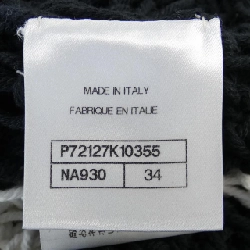 MADE IN ITALY
FABRIQUE EN ITALIE
P72127K10355
NA930 34